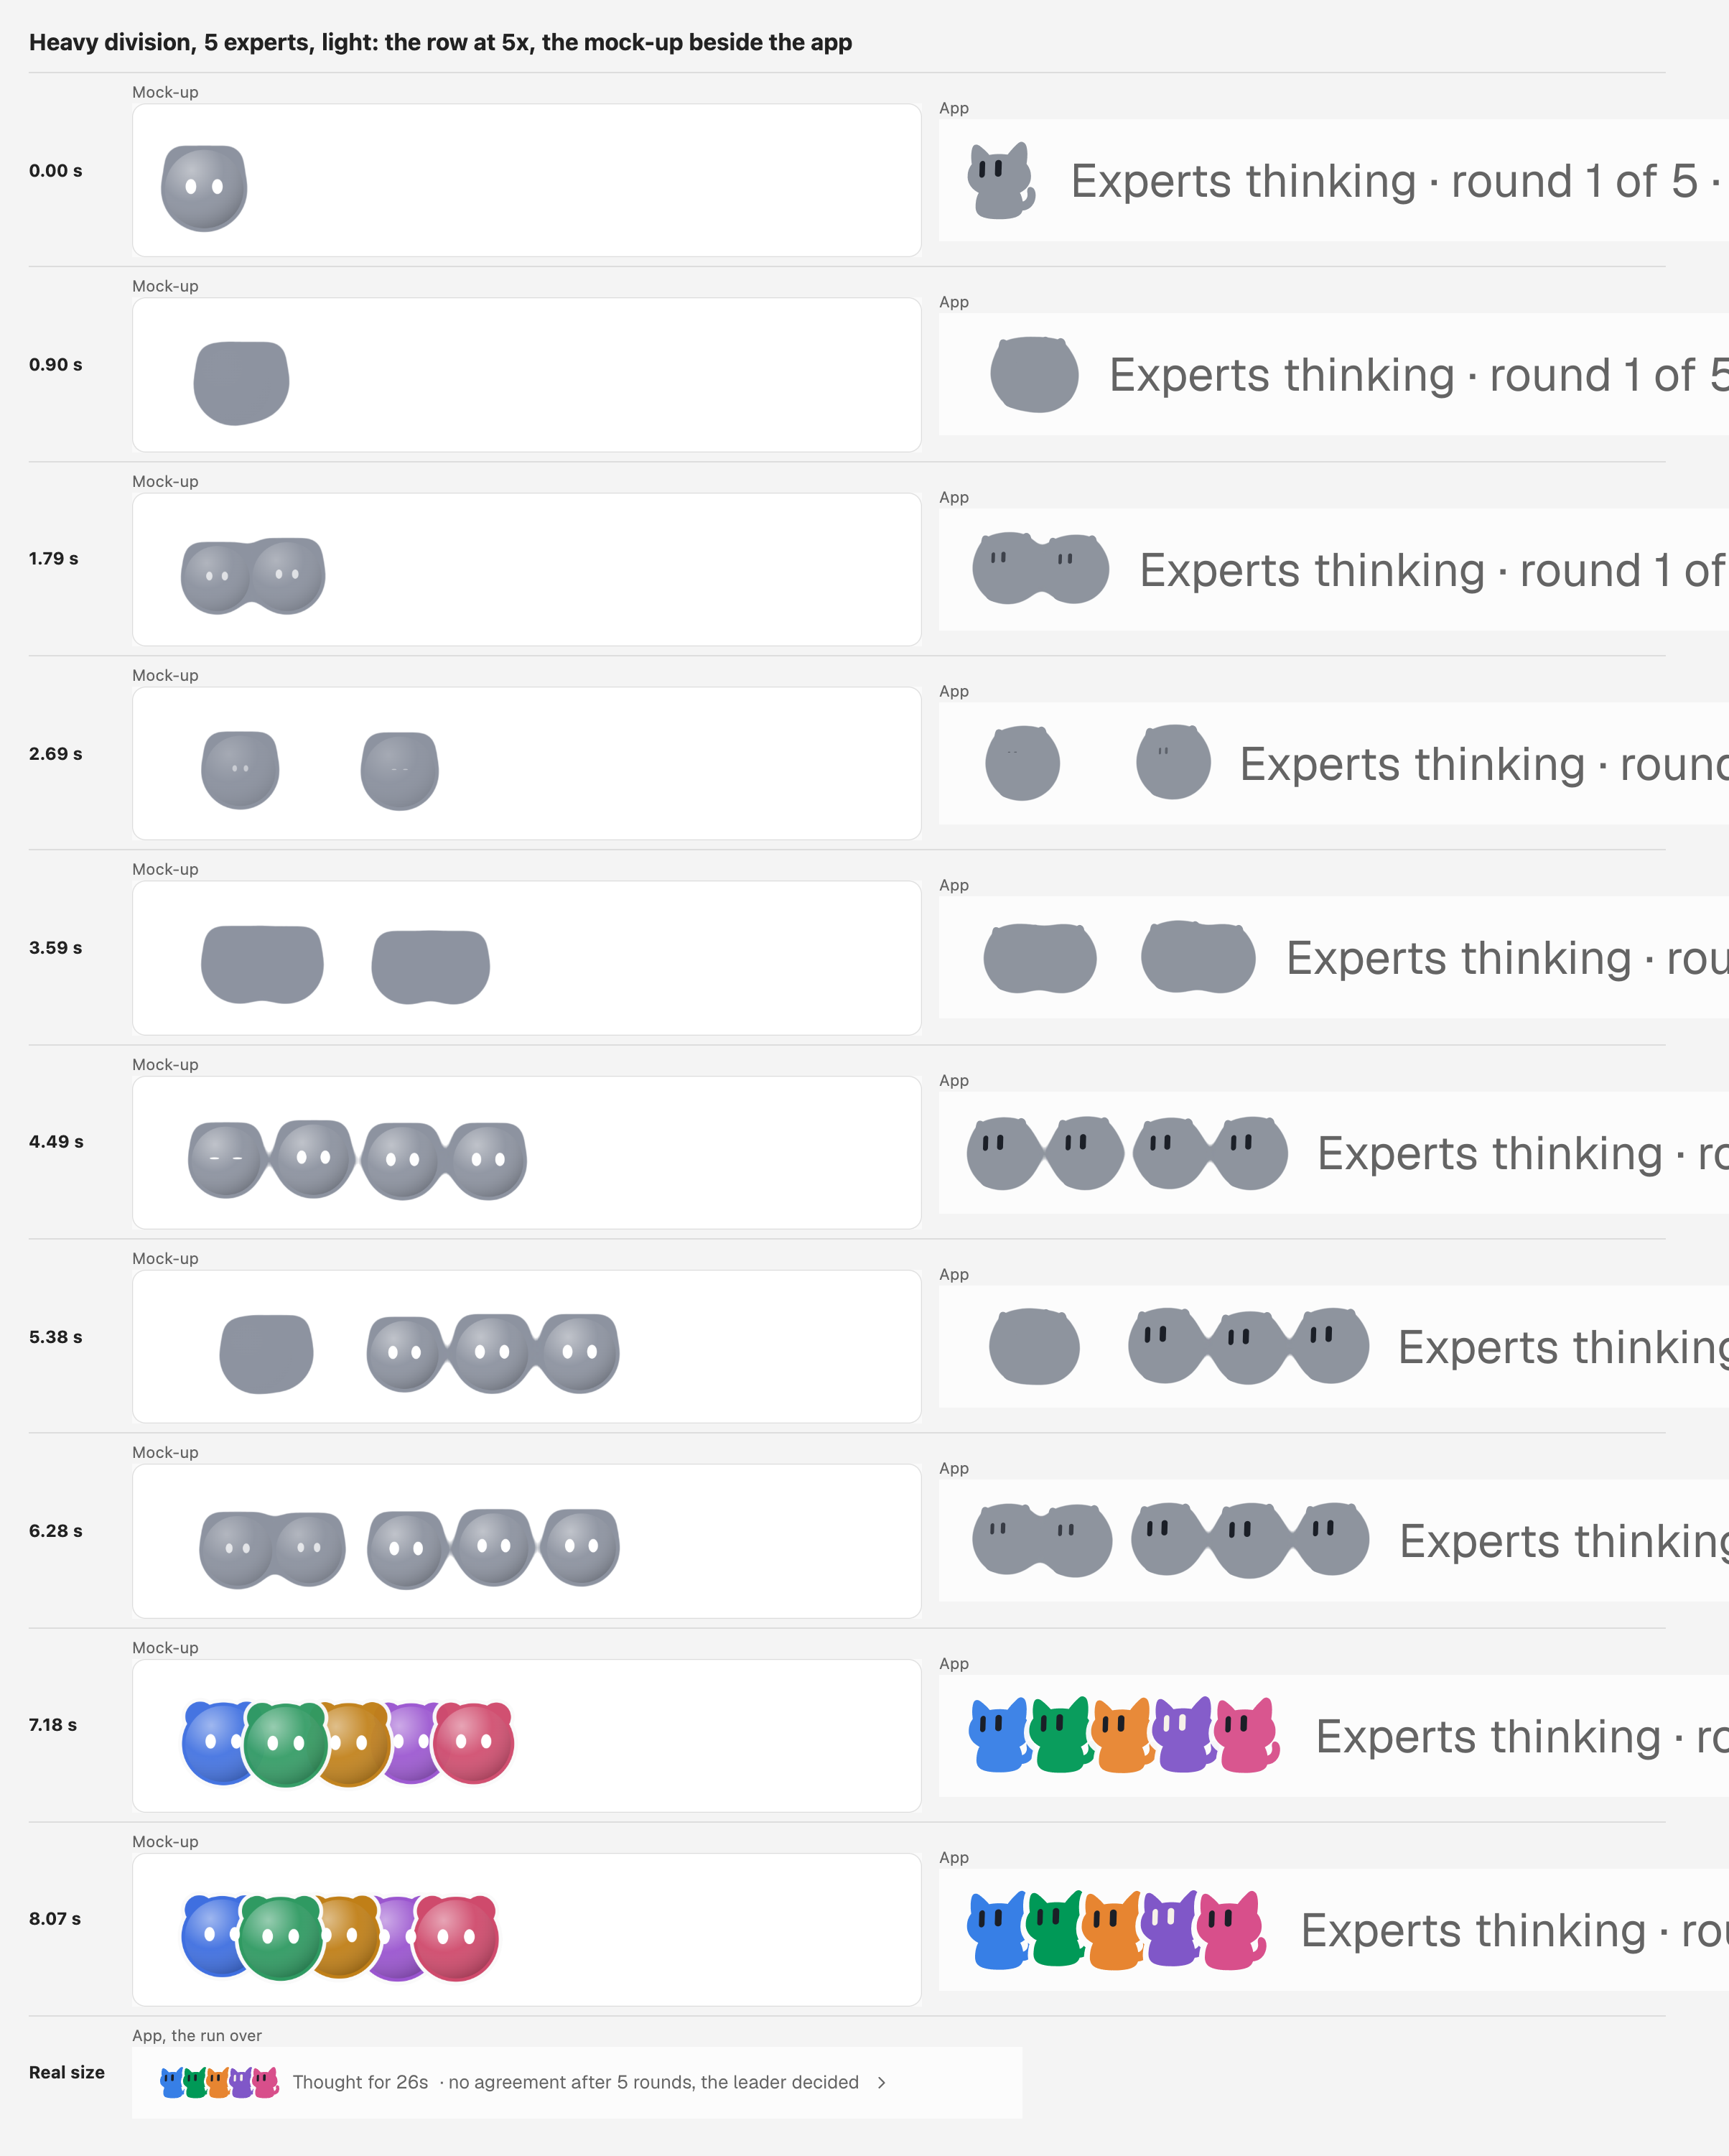 Heavy division, 5 experts, light: the row at 5x, the mock-up beside the app
Mock-up
App
0.00 s
Experts thinking · round 1 of 5 ·
Mock-up
App
0.90 s
Experts thinking · round 1 of 5
Mock-up
App
1.79 s
Experts thinking · round 1 of
Mock-up
App
2.69 s
Experts thinking · round
Mock-up
App
3.59 s
Experts thinking · rou
Mock-up
App
4.49 s
Experts thinking · ro
Mock-up
App
5.38 s
Experts thinking
Mock-up
App
6.28 s
Experts thinking
Mock-up
App
7.18 s
Experts thinking · ro
Mock-up
App
8.07 s
Experts thinking · rou
App, the run over
Real size
Thought for 26s · no agreement after 5 rounds, the leader decided